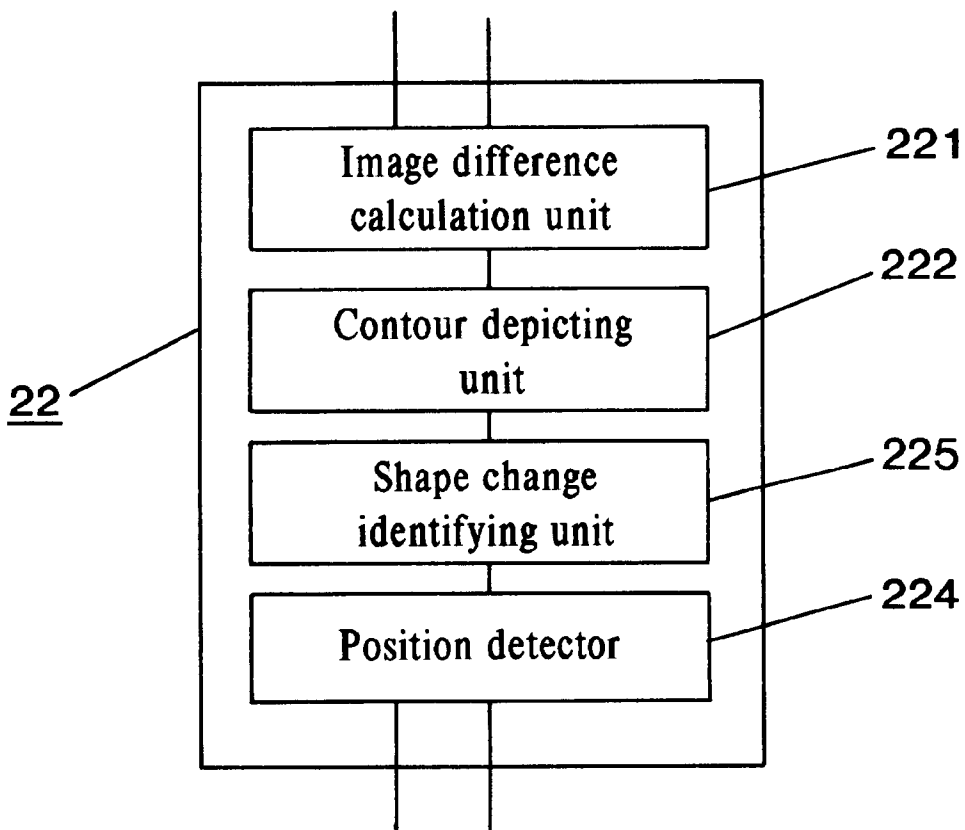 Image difference
calculation unit
221
Contour depicting
unit
222
22
Shape change
identifying unit
225
Position detector
224